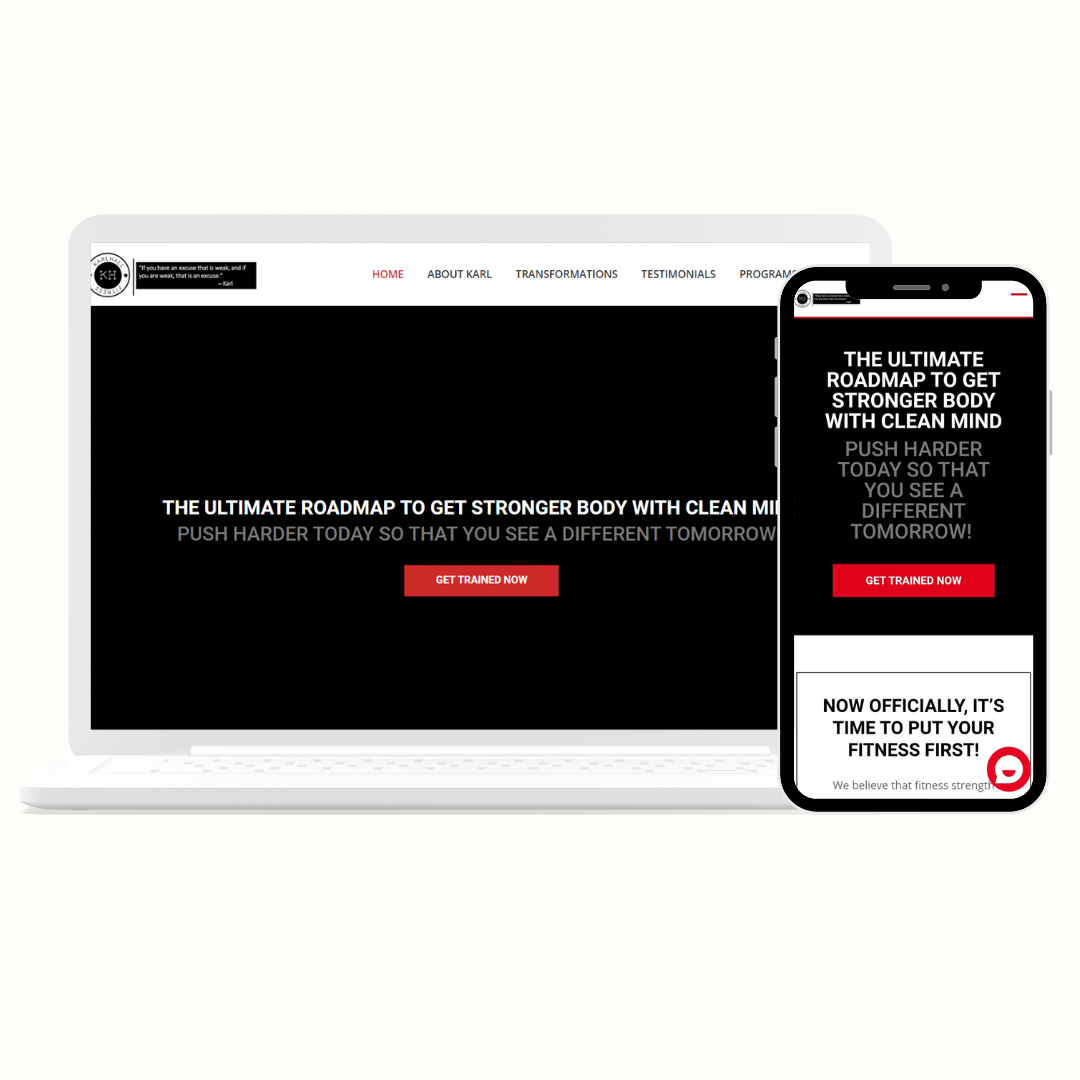 KARLHALL
KH
FITNESS
"If you have an excuse that is weak, and if
you are weak, that is an excuse."
– Karl
HOME ABOUT KARL TRANSFORMATIONS TESTIMONIALS PROGRAMS
THE ULTIMATE ROADMAP TO GET STRONGER BODY WITH CLEAN MI
PUSH HARDER TODAY SO THAT YOU SEE A DIFFERENT TOMORROW
GET TRAINED NOW
KH
THE ULTIMATE
ROADMAP TO GET
STRONGER BODY
WITH CLEAN MIND
PUSH HARDER
TODAY SO THAT
YOU SEE A
DIFFERENT
TOMORROW!
GET TRAINED NOW
NOW OFFICIALLY, IT'S
TIME TO PUT YOUR
FITNESS FIRST!
We believe that fitness strength